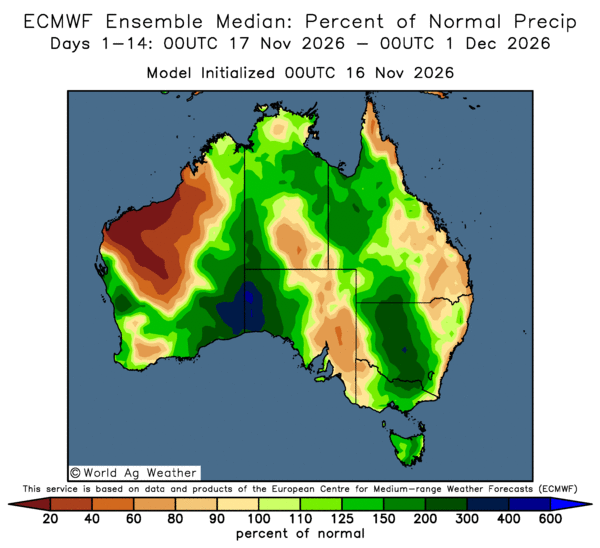 ECMWF Ensemble Median: Percent of Normal Precip
Days 1-14: 00UTC 17 Nov 2026 - 00UTC 1 Dec 2026
Model Initialized 00UTC 16 Nov 2026
© World Ag Weather
This service is based on data and products of the European Centre for Medium-range Weather Forecasts (ECMWF)
20 40 60 80 90 100 110 125 150 200 300 400 600
percent of normal